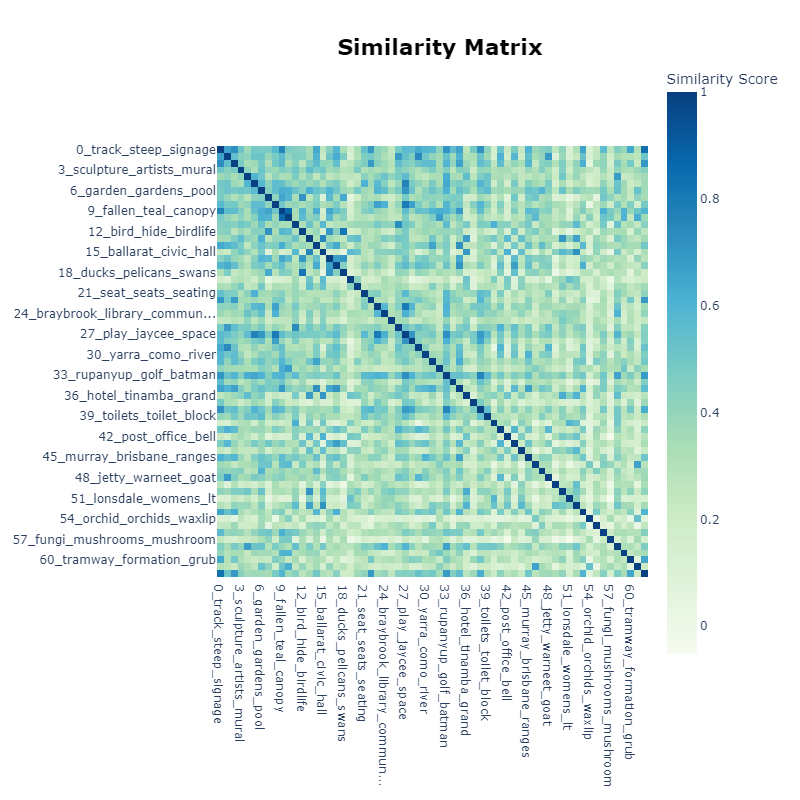 Similarity Matrix
Similarity Score
1
0.8
0.6
0.4
0.2
0
0_track_steep_signage
3_sculpture_artists_mural
6_garden_gardens_pool
9_fallen_teal_canopy
12_bird_hide_birdlife
15_ballarat_civic_hall
18_ducks_pelicans_swans
21_seat_seats_seating
24_braybrook_library_commun...
27_play_jaycee_space
30_yarra_como_river
33_rupanyup_golf_batman
36_hotel_tinamba_grand
39_toilets_toilet_block
42_post_office_bell
45_murray_brisbane_ranges
48_jetty_warneet_goat
51_lonsdale_womens_lt
54_orchid_orchids_waxlip
57_fungi_mushrooms_mushroom
60_tramway_formation_grub
0_track_steep_signage
3_sculpture_artists_mural
6_garden_gardens_pool
9_fallen_teal_canopy
12_bird_hide_birdlife
15_ballarat_civic_hall
18_ducks_pelicans_swans
21_seat_seats_seating
24_braybrook_library_commun...
27_play_jaycee_space
30_yarra_como_river
33_rupanyup_golf_batman
36_hotel_tinamba_grand
39_toilets_toilet_block
42_post_office_bell
45_murray_brisbane_ranges
48_jetty_warneet_goat
51_lonsdale_womens_lt
54_orchid_orchids_waxlip
57_fungi_mushrooms_mushroom
60_tramway_formation_grub